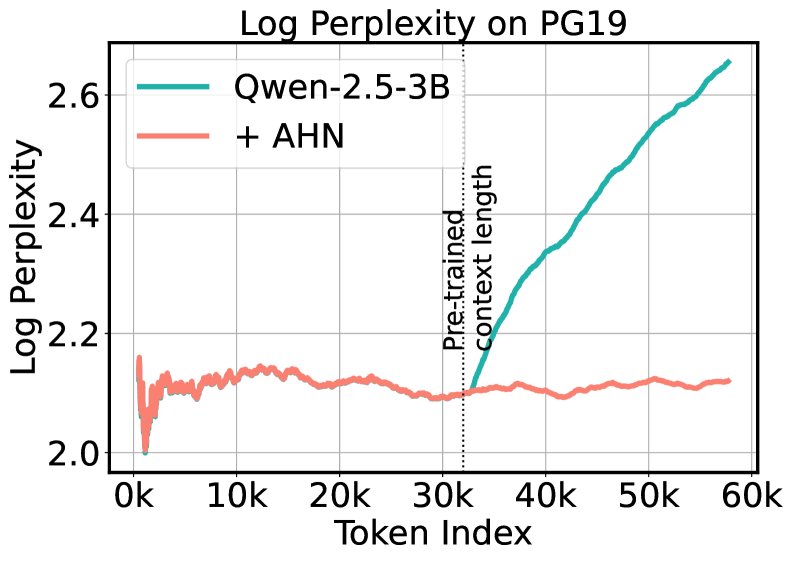 Log Perplexity on PG19
Qwen-2.5-3B
+ AHN
Log Perplexity
2.6
2.4
2.2
2.0
Pre-trained
context length
0k 10k 20k 30k 40k 50k 60k
Token Index